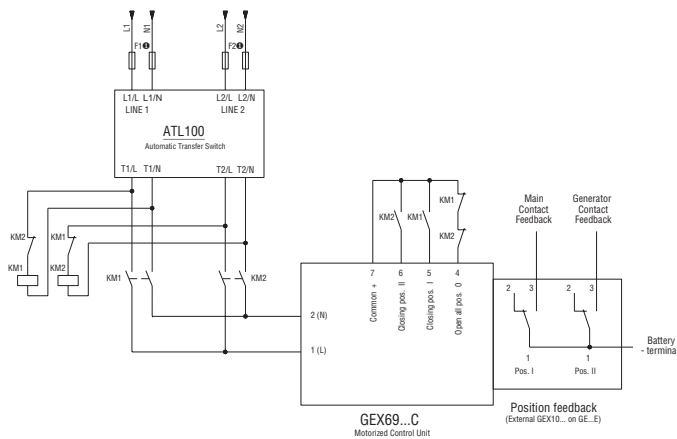 L1 N1 L2 N2
F1❶ F2❶
L1/L L1/N L2/L L2/N
LINE 1 LINE 2
ATL100
Automatic Transfer Switch
T1/L T1/N T2/L T2/N
KM2 KM1
KM1 KM2
KM1 KM2
KM2 KM1 KM1
KM2
7 6 5 4
Common +
Closing pos. II
Closing pos. I
Open all pos. 0
2 (N)
1 (L)
GEX69...C
Motorized Control Unit
Main
Contact
Feedback
Generator
Contact
Feedback
2 3 2 3
1 1
Pos. I Pos. II
Battery
- termina
Position feedback
(External GEX10... on GE...E)